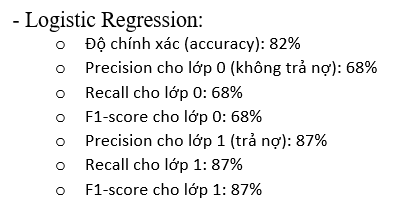 - Logistic Regression:
o Độ chính xác (accuracy): 82%
o Precision cho lớp 0 (không trả nợ): 68%
o Recall cho lớp 0: 68%
o F1-score cho lớp 0: 68%
o Precision cho lớp 1 (trả nợ): 87%
o Recall cho lớp 1: 87%
o F1-score cho lớp 1: 87%